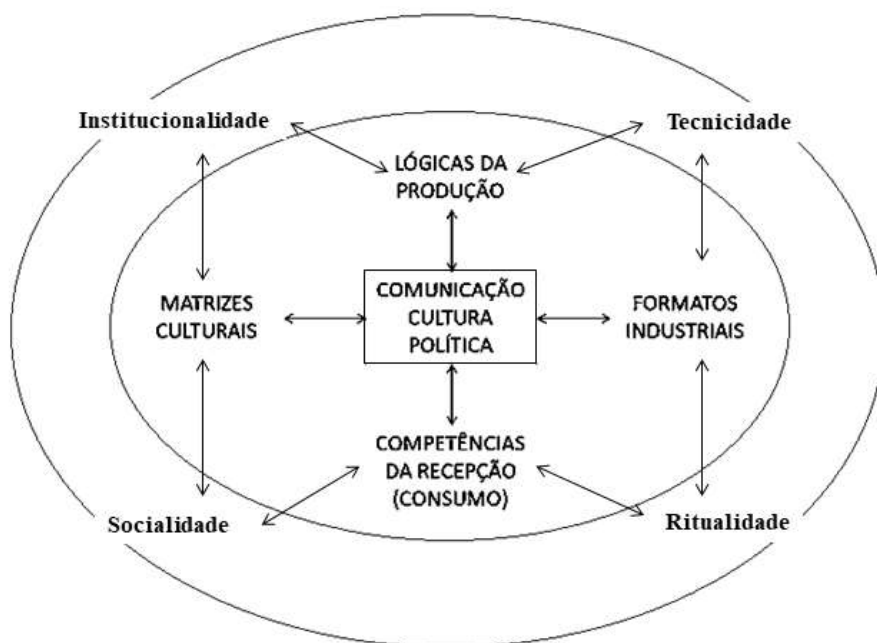 Institucionalidade
Tecnicidade
LÓGICAS DA
PRODUÇÃO
MATRIZES
CULTURAIS
COMUNICAÇÃO
CULTURA
POLÍTICA
FORMATOS
INDUSTRIAIS
COMPETÊNCIAS
DA RECEPÇÃO
(CONSUMO)
Socialidade
Ritualidade